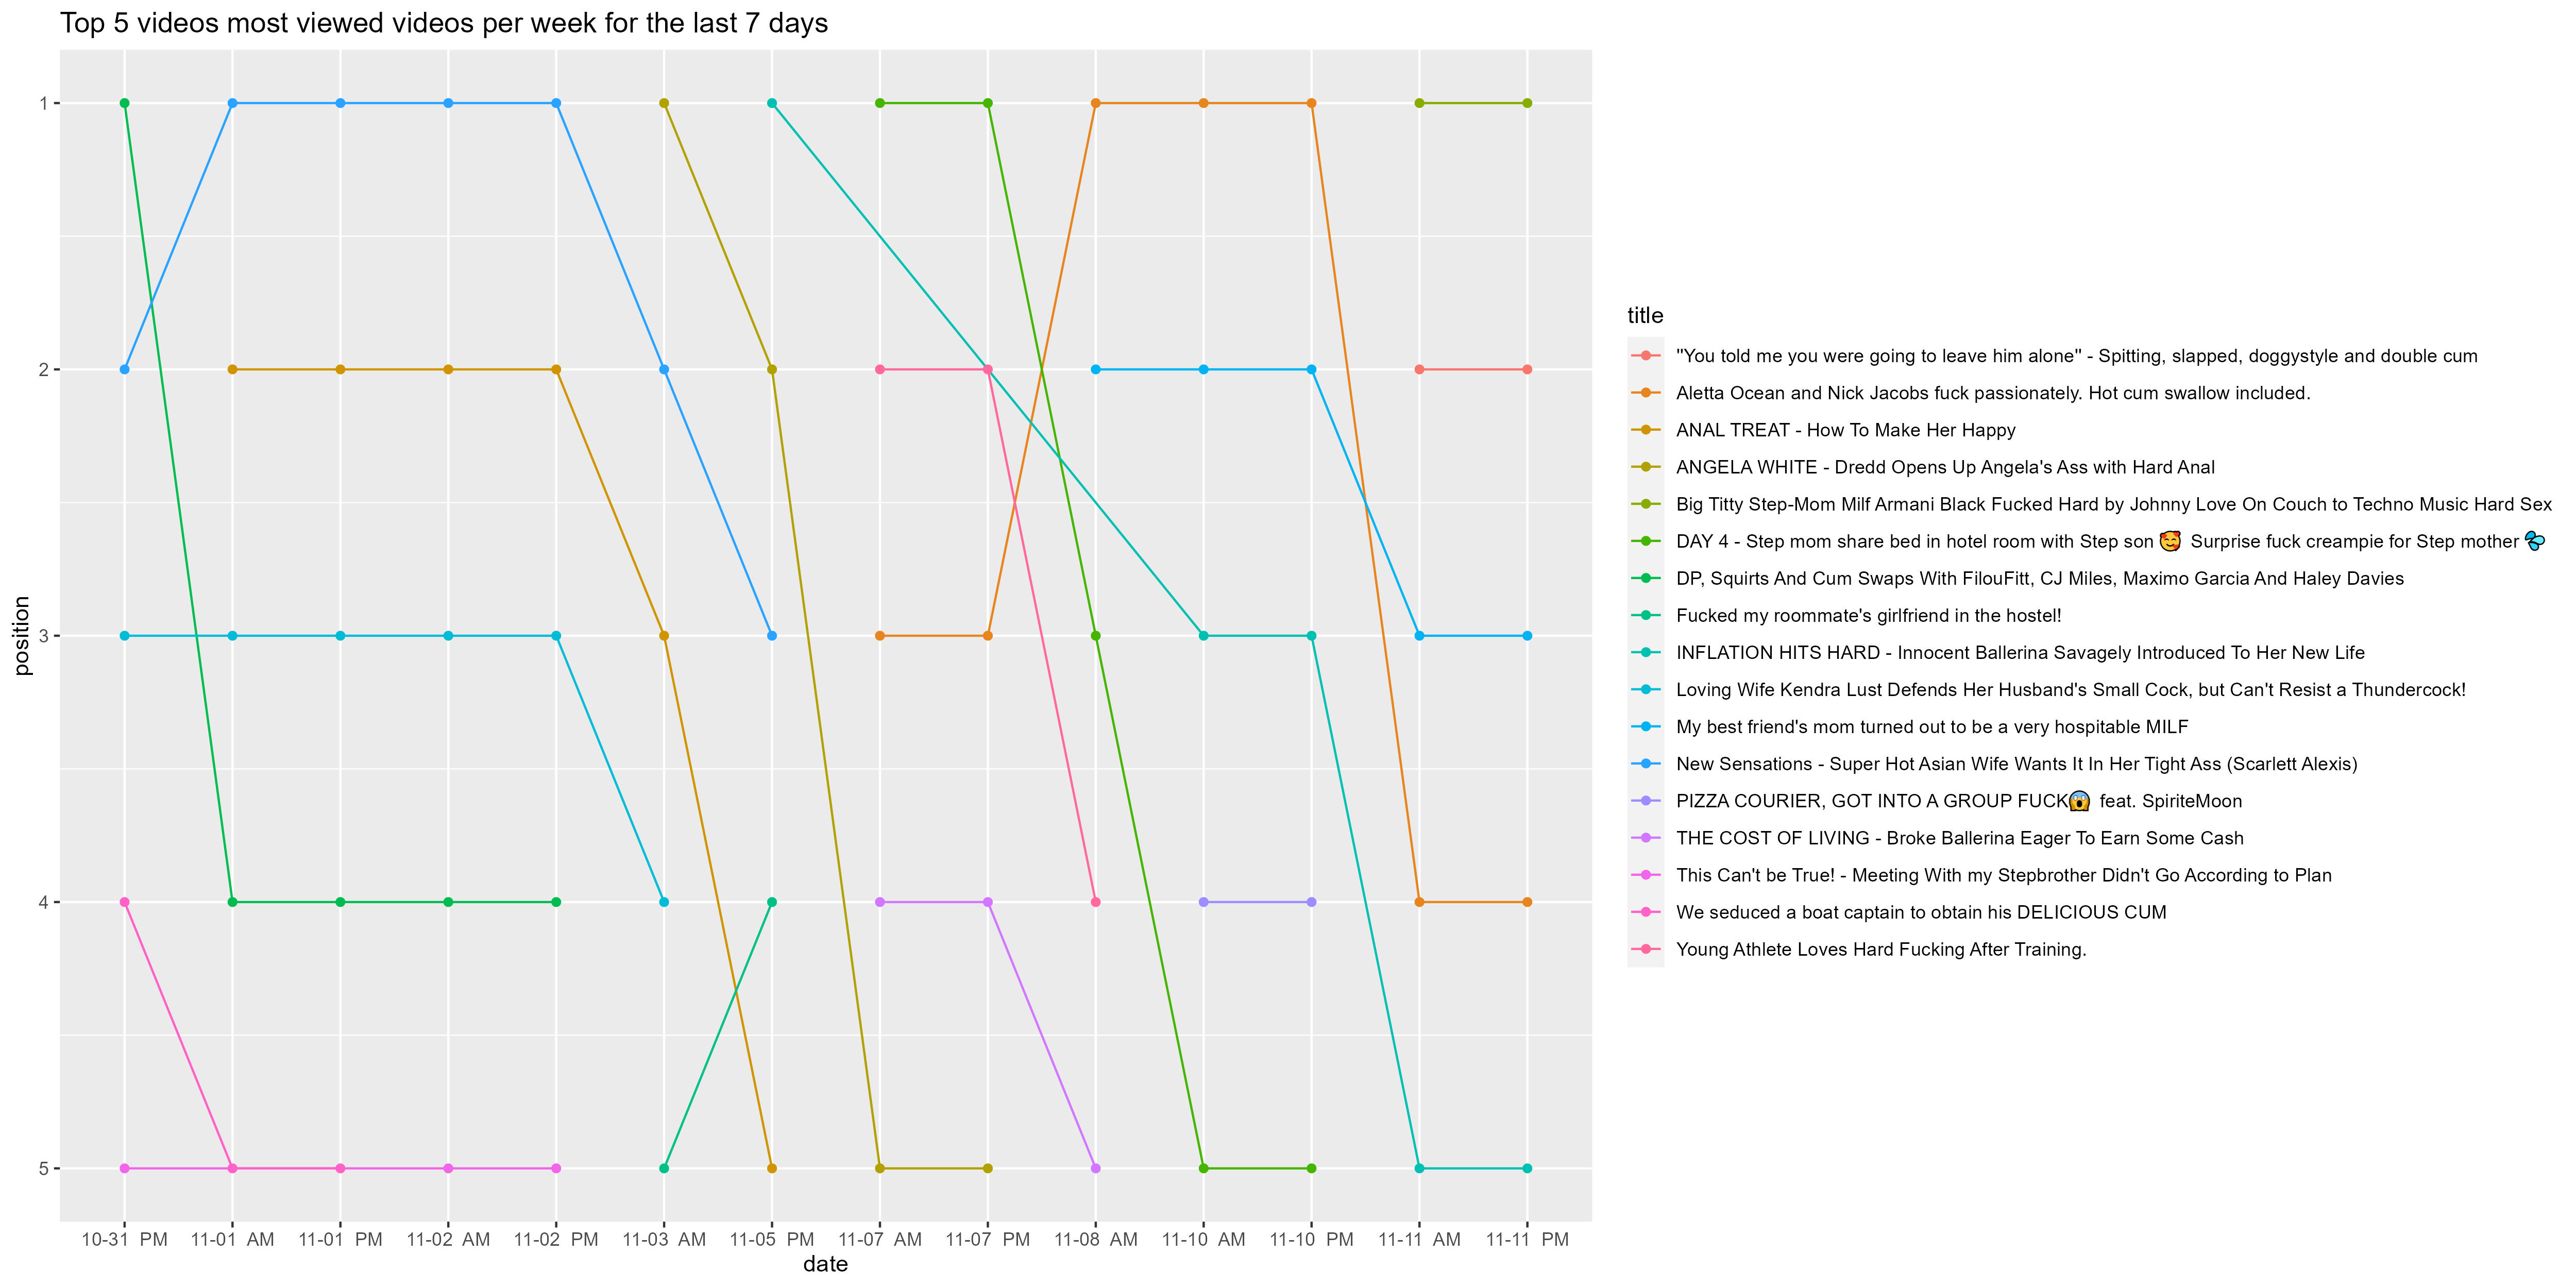 Top 5 videos most viewed videos per week for the last 7 days
position
1
2
3
4
5
10-31 PM
11-01 AM
11-01 PM
11-02 AM
11-02 PM
11-03 AM
11-05 PM
11-07 AM
11-07 PM
11-08 AM
11-10 AM
11-10 PM
11-11 AM
11-11 PM
date
title
"You told me you were going to leave him alone" - Spitting, slapped, doggystyle and double cum
Aletta Ocean and Nick Jacobs fuck passionately. Hot cum swallow included.
ANAL TREAT - How To Make Her Happy
ANGELA WHITE - Dredd Opens Up Angela's Ass with Hard Anal
Big Titty Step-Mom Milf Armani Black Fucked Hard by Johnny Love On Couch to Techno Music Hard Sex
DAY 4 - Step mom share bed in hotel room with Step son 🥰 Surprise fuck creampie for Step mother 💦
DP, Squirts And Cum Swaps With FilouFitt, CJ Miles, Maximo Garcia And Haley Davies
Fucked my roommate's girlfriend in the hostel!
INFLATION HITS HARD - Innocent Ballerina Savagely Introduced To Her New Life
Loving Wife Kendra Lust Defends Her Husband's Small Cock, but Can't Resist a Thundercock!
My best friend's mom turned out to be a very hospitable MILF
New Sensations - Super Hot Asian Wife Wants It In Her Tight Ass (Scarlett Alexis)
PIZZA COURIER, GOT INTO A GROUP FUCK😱 feat. SpiriteMoon
THE COST OF LIVING - Broke Ballerina Eager To Earn Some Cash
This Can't be True! - Meeting With my Stepbrother Didn't Go According to Plan
We seduced a boat captain to obtain his DELICIOUS CUM
Young Athlete Loves Hard Fucking After Training.